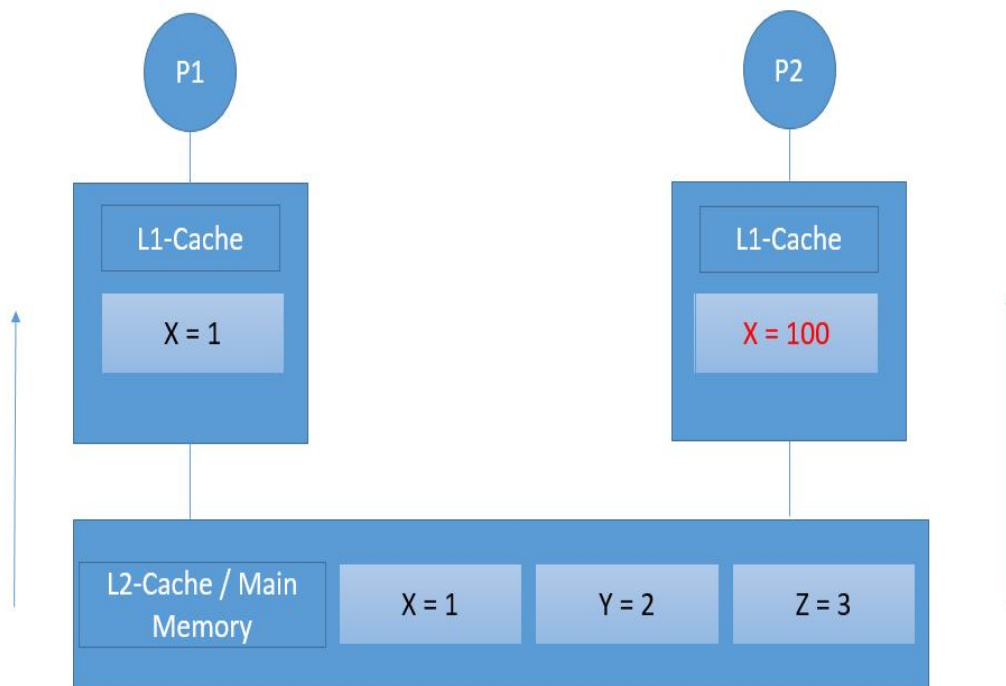 P1
P2
L1-Cache
L1-Cache
X = 1
X = 100
L2-Cache / Main
Memory
X = 1
Y = 2
Z = 3